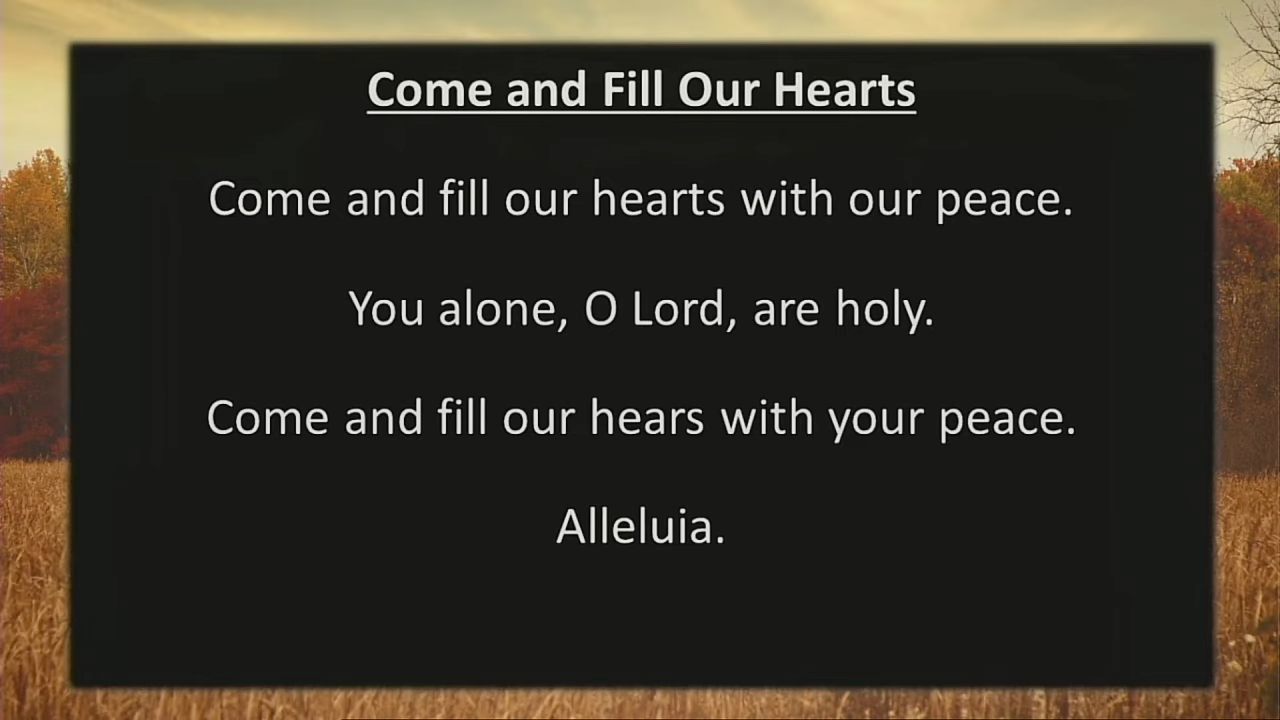 Come and Fill Our Hearts
Come and fill our hearts with our peace.
You alone, O Lord, are holy.
Come and fill our hears with your peace.
Alleluia.